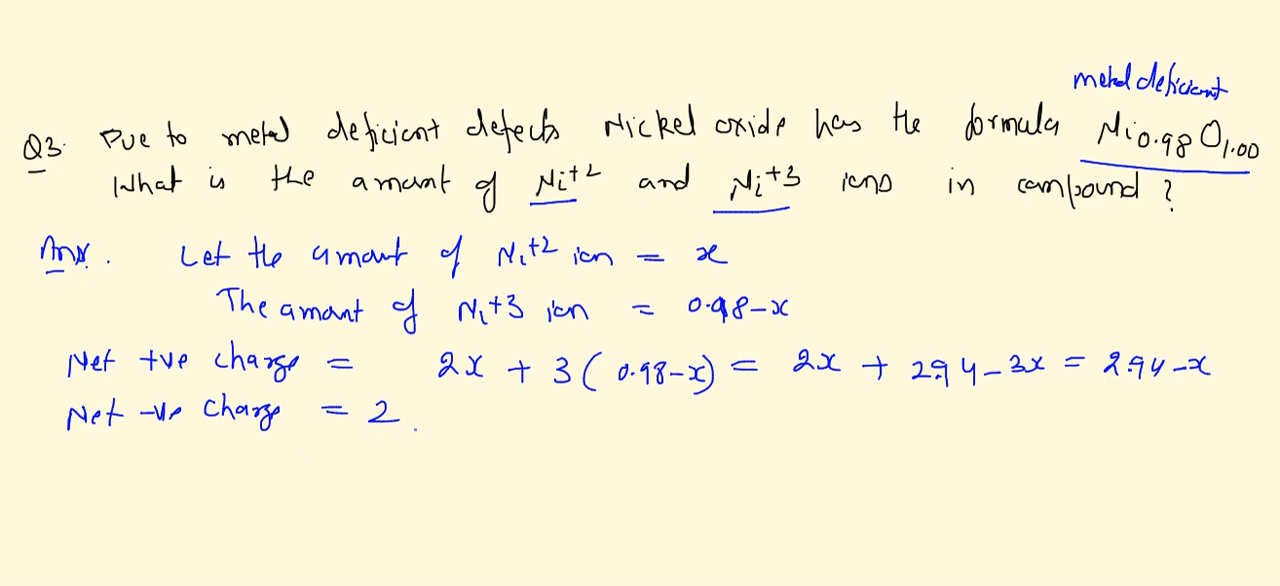 metal deficient
Q3. Due to metal deficient defects Nickel oxide has the formula Ni0.98O1.00
What is the amount of Ni+2 and Ni+3 ions in compound ?
Ans. Let the amount of Ni+2 ion = x
The amount of Ni+3 ion = 0.98-x
Net +ve charge = 2x + 3(0.98-x) = 2x + 2.94-3x = 2.94-x
Net -ve charge = 2.